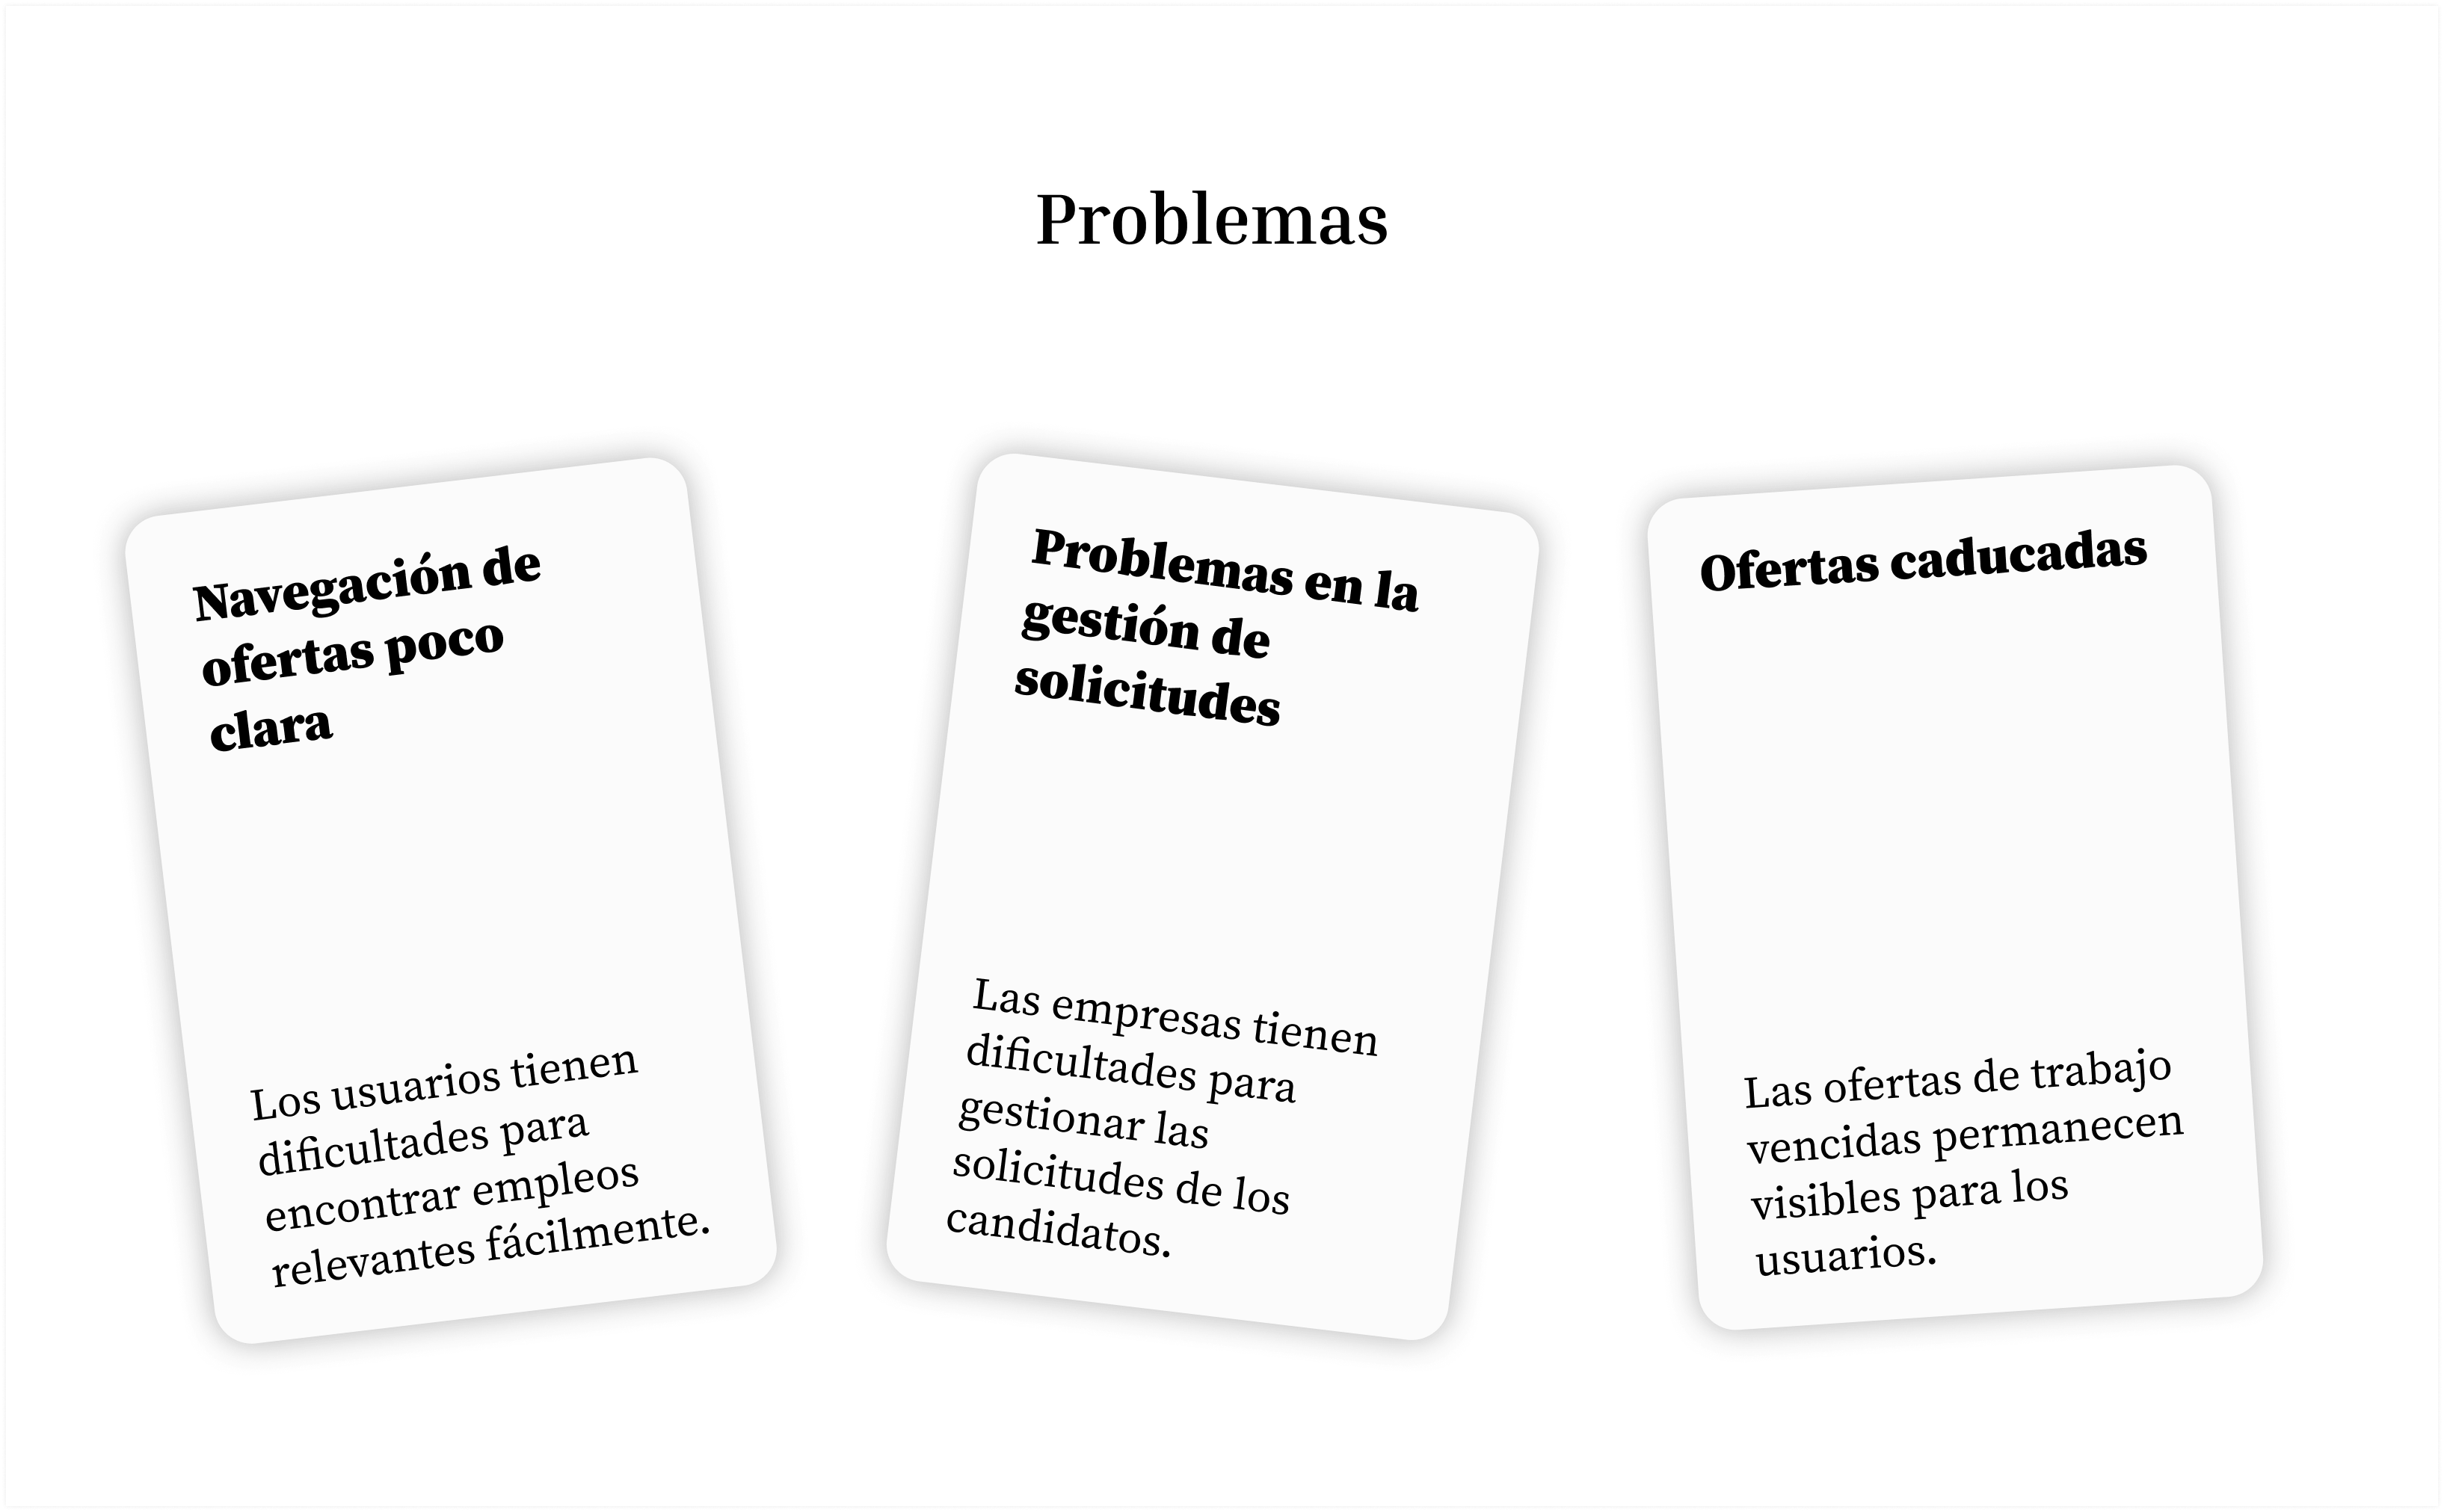 Problemas
Navegación de
ofertas poco
clara
Los usuarios tienen
dificultades para
encontrar empleos
relevantes fácilmente.
Problemas en la
gestión de
solicitudes
Las empresas tienen
dificultades para
gestionar las
solicitudes de los
candidatos.
Ofertas caducadas
Las ofertas de trabajo
vencidas permanecen
visibles para los
usuarios.